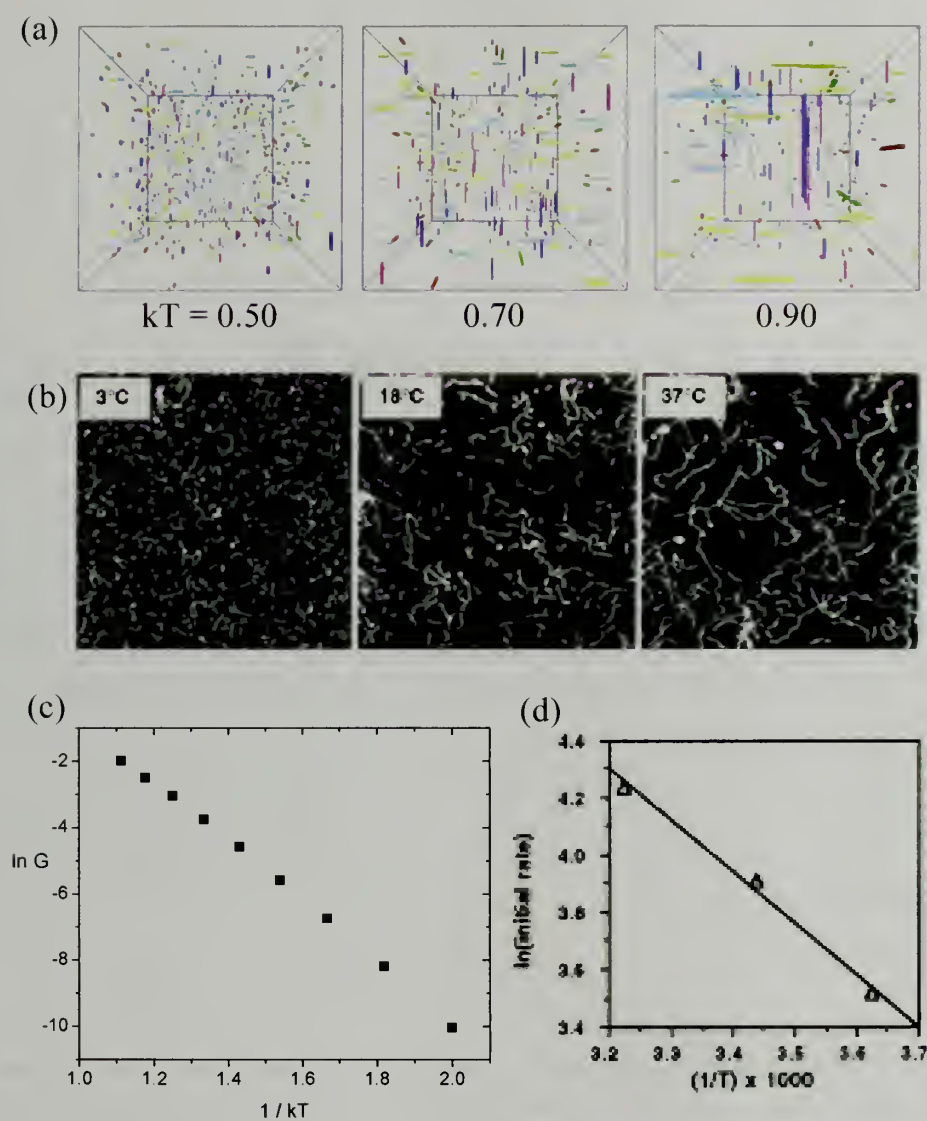 (a)
kT = 0.50 0.70 0.90
(b) 3°C 18°C 37°C
(c) (d)
-2
-4
-6
-8
-10
ln G
1.0 1.2 1.4 1.6 1.8 2.0
1 / kT
4.4
4.2
4.0
3.8
3.6
3.4
ln(initial rate)
3.2 3.3 3.4 3.5 3.6 3.7
(1/T) x 1000